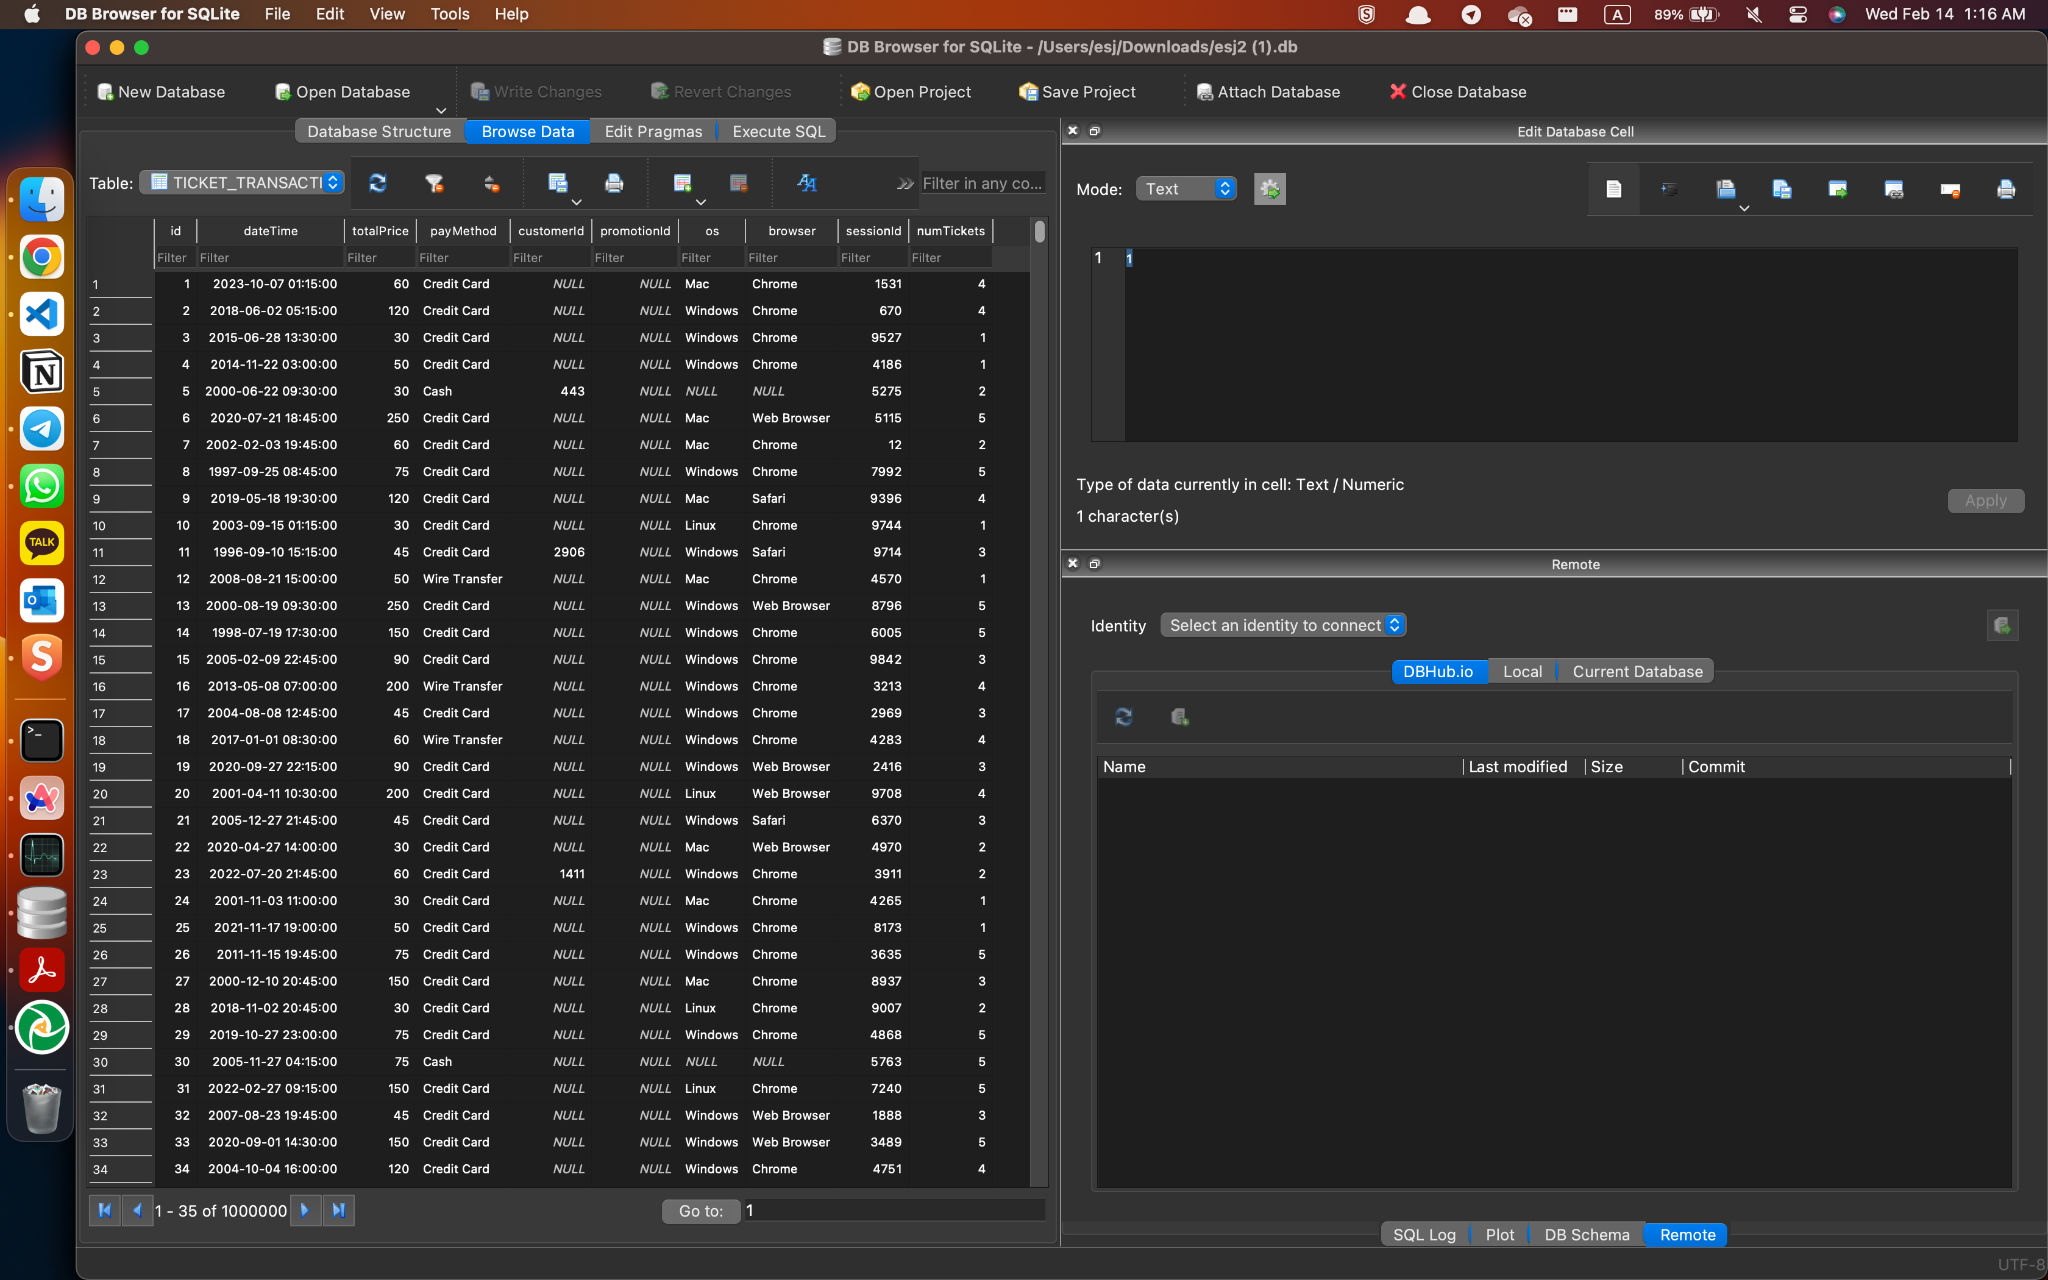 DB Browser for SQLite File Edit View Tools Help A 89% Wed Feb 14 1:16 AM
DB Browser for SQLite - /Users/esj/Downloads/esj2 (1).db
New Database Open Database Write Changes Revert Changes Open Project Save Project Attach Database Close Database
Database Structure Browse Data Edit Pragmas Execute SQL
Table: TICKET_TRANSACTI Filter in any co...
id dateTime totalPrice payMethod customerId promotionId os browser sessionId numTickets
Filter Filter Filter Filter Filter Filter Filter Filter Filter Filter
1 1 2023-10-07 01:15:00 60 Credit Card NULL NULL Mac Chrome 1531 4
2 2 2018-06-02 05:15:00 120 Credit Card NULL NULL Windows Chrome 670 4
3 3 2015-06-28 13:30:00 30 Credit Card NULL NULL Windows Chrome 9527 1
4 4 2014-11-22 03:00:00 50 Credit Card NULL NULL Windows Chrome 4186 1
5 5 2000-06-22 09:30:00 30 Cash 443 NULL NULL NULL 5275 2
6 6 2020-07-21 18:45:00 250 Credit Card NULL NULL Mac Web Browser 5115 5
7 7 2002-02-03 19:45:00 60 Credit Card NULL NULL Mac Chrome 12 2
8 8 1997-09-25 08:45:00 75 Credit Card NULL NULL Windows Chrome 7992 5
9 9 2019-05-18 19:30:00 120 Credit Card NULL NULL Mac Safari 9396 4
10 10 2003-09-15 01:15:00 30 Credit Card NULL NULL Linux Chrome 9744 1
11 11 1996-09-10 15:15:00 45 Credit Card 2906 NULL Windows Safari 9714 3
12 12 2008-08-21 15:00:00 50 Wire Transfer NULL NULL Mac Chrome 4570 1
13 13 2000-08-19 09:30:00 250 Credit Card NULL NULL Windows Web Browser 8796 5
14 14 1998-07-19 17:30:00 150 Credit Card NULL NULL Windows Chrome 6005 5
15 15 2005-02-09 22:45:00 90 Credit Card NULL NULL Windows Chrome 9842 3
16 16 2013-05-08 07:00:00 200 Wire Transfer NULL NULL Windows Chrome 3213 4
17 17 2004-08-08 12:45:00 45 Credit Card NULL NULL Windows Chrome 2969 3
18 18 2017-01-01 08:30:00 60 Wire Transfer NULL NULL Windows Chrome 4283 4
19 19 2020-09-27 22:15:00 90 Credit Card NULL NULL Windows Web Browser 2416 3
20 20 2001-04-11 10:30:00 200 Credit Card NULL NULL Linux Web Browser 9708 4
21 21 2005-12-27 21:45:00 45 Credit Card NULL NULL Windows Safari 6370 3
22 22 2020-04-27 14:00:00 30 Credit Card NULL NULL Mac Web Browser 4970 2
23 23 2022-07-20 21:45:00 60 Credit Card 1411 NULL Windows Chrome 3911 2
24 24 2001-11-03 11:00:00 30 Credit Card NULL NULL Mac Chrome 4265 1
25 25 2021-11-17 19:00:00 50 Credit Card NULL NULL Windows Chrome 8173 1
26 26 2011-11-15 19:45:00 75 Credit Card NULL NULL Windows Chrome 3635 5
27 27 2000-12-10 20:45:00 150 Credit Card NULL NULL Mac Chrome 8937 3
28 28 2018-11-02 20:45:00 30 Credit Card NULL NULL Linux Chrome 9007 2
29 29 2019-10-27 23:00:00 75 Credit Card NULL NULL Windows Chrome 4868 5
30 30 2005-11-27 04:15:00 75 Cash NULL NULL NULL NULL 5763 5
31 31 2022-02-27 09:15:00 150 Credit Card NULL NULL Linux Chrome 7240 5
32 32 2007-08-23 19:45:00 45 Credit Card NULL NULL Windows Web Browser 1888 3
33 33 2020-09-01 14:30:00 150 Credit Card NULL NULL Windows Web Browser 3489 5
34 34 2004-10-04 16:00:00 120 Credit Card NULL NULL Windows Chrome 4751 4
1 - 35 of 1000000 Go to: 1
Edit Database Cell
Mode: Text
1 1
Type of data currently in cell: Text / Numeric
1 character(s)
Apply
Remote
Identity Select an identity to connect
DBHub.io Local Current Database
Name Last modified Size Commit
SQL Log Plot DB Schema Remote
UTF-8
TALK